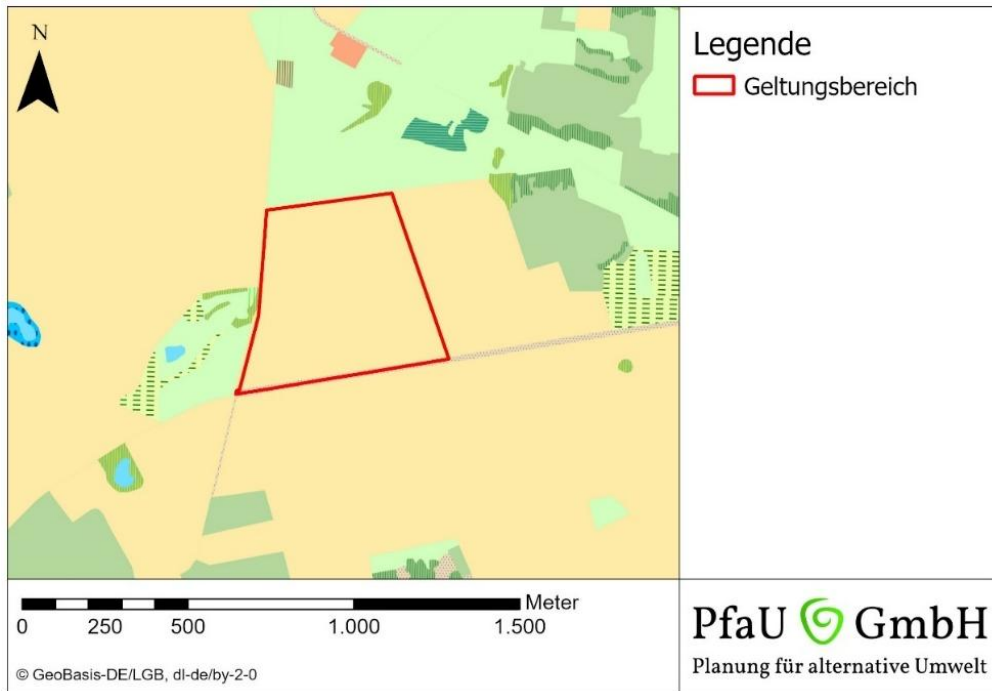 N
Legende
Geltungsbereich
Meter
0 250 500 1.000 1.500
© GeoBasis-DE/LGB, dl-de/by-2-0
PfaU GmbH
Planung für alternative Umwelt